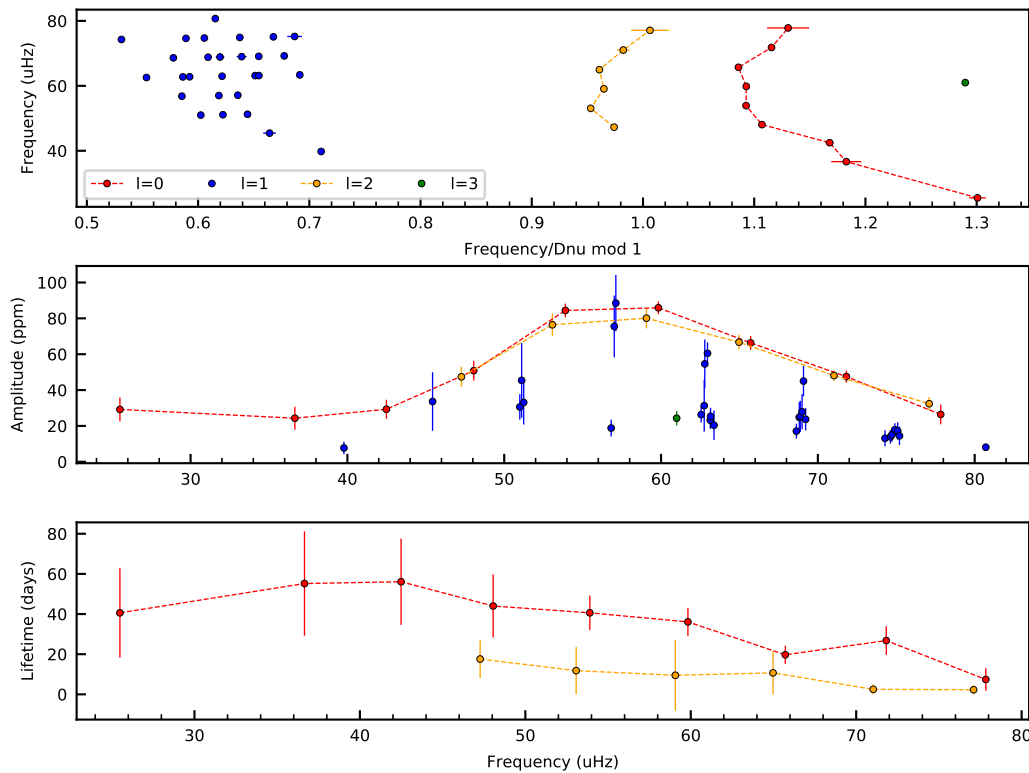 Frequency (uHz)
80
60
40
l=0 l=1 l=2 l=3
0.5 0.6 0.7 0.8 0.9 1.0 1.1 1.2 1.3
Frequency/Dnu mod 1
Amplitude (ppm)
100
80
60
40
20
0
30 40 50 60 70 80
Lifetime (days)
80
60
40
20
0
30 40 50 60 70 80
Frequency (uHz)